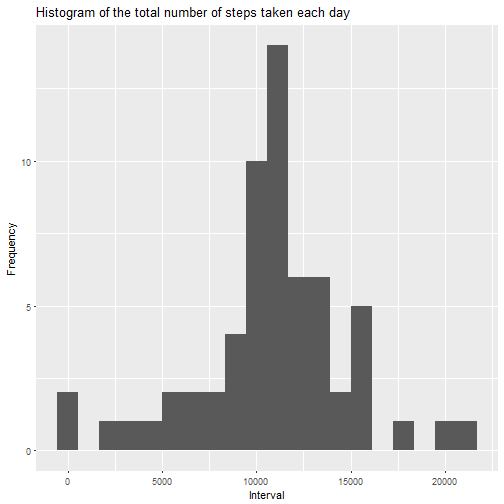 Histogram of the total number of steps taken each day
Frequency
10
5
0
0 5000 10000 15000 20000
Interval